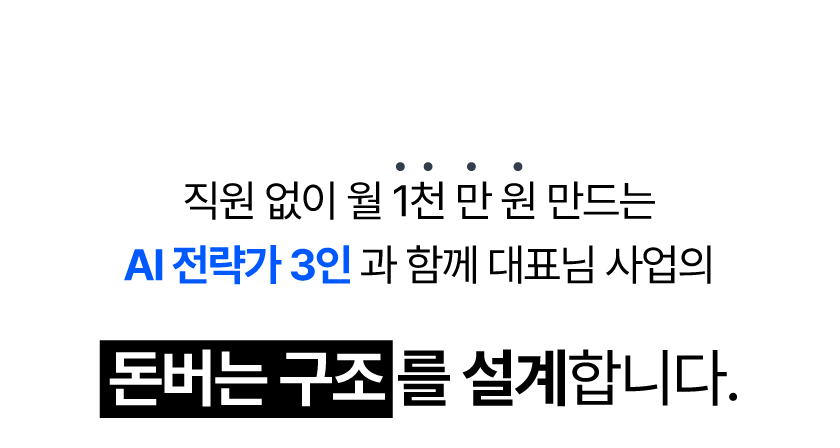 직원 없이 월 1천 만 원 만드는
AI 전략가 3인 과 함께 대표님 사업의
돈버는 구조를 설계합니다.